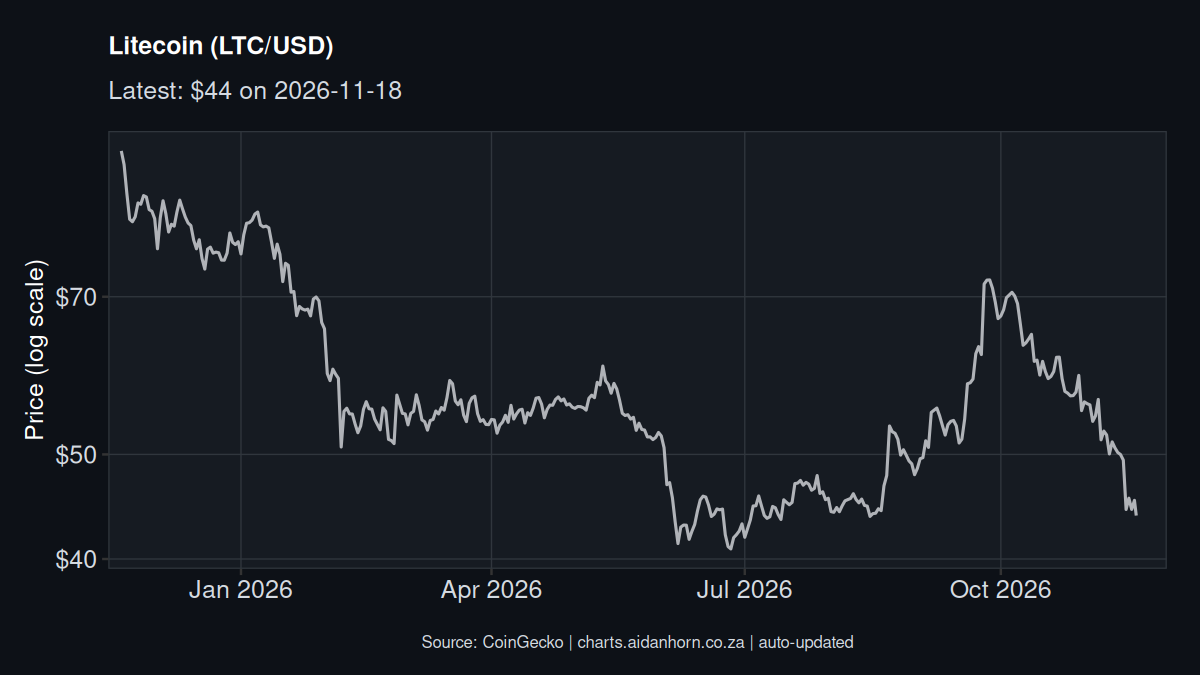 Litecoin (LTC/USD)
Latest: $44 on 2026-11-18
Price (log scale)
$70
$50
$40
Jan 2026
Apr 2026
Jul 2026
Oct 2026
Source: CoinGecko | charts.aidanhorn.co.za | auto-updated